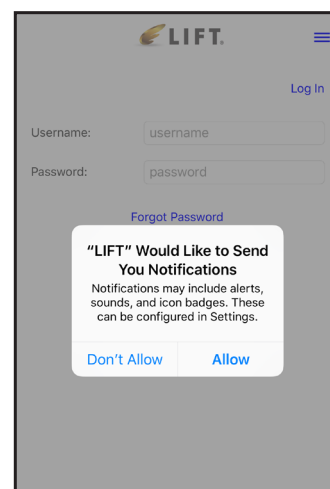 LIFT.
Log In
Username: username
Password: password
Forgot Password
“LIFT” Would Like to Send
You Notifications
Notifications may include alerts,
sounds, and icon badges. These
can be configured in Settings.
Don’t Allow Allow